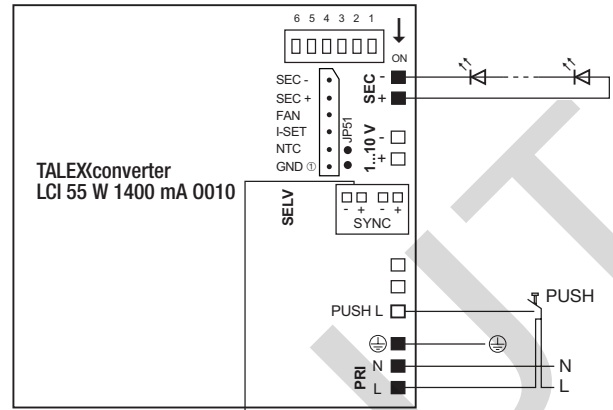 6 5 4 3 2 1
ON
SEC -
SEC +
FAN
I-SET
NTC
GND ①
JP51
SEC
-
+
1...10 V
-
+
TALEXXconverter
LCI 55 W 1400 mA 0010
SELV
- + - +
SYNC
PUSH L
PUSH
PRI
N
L
N
L